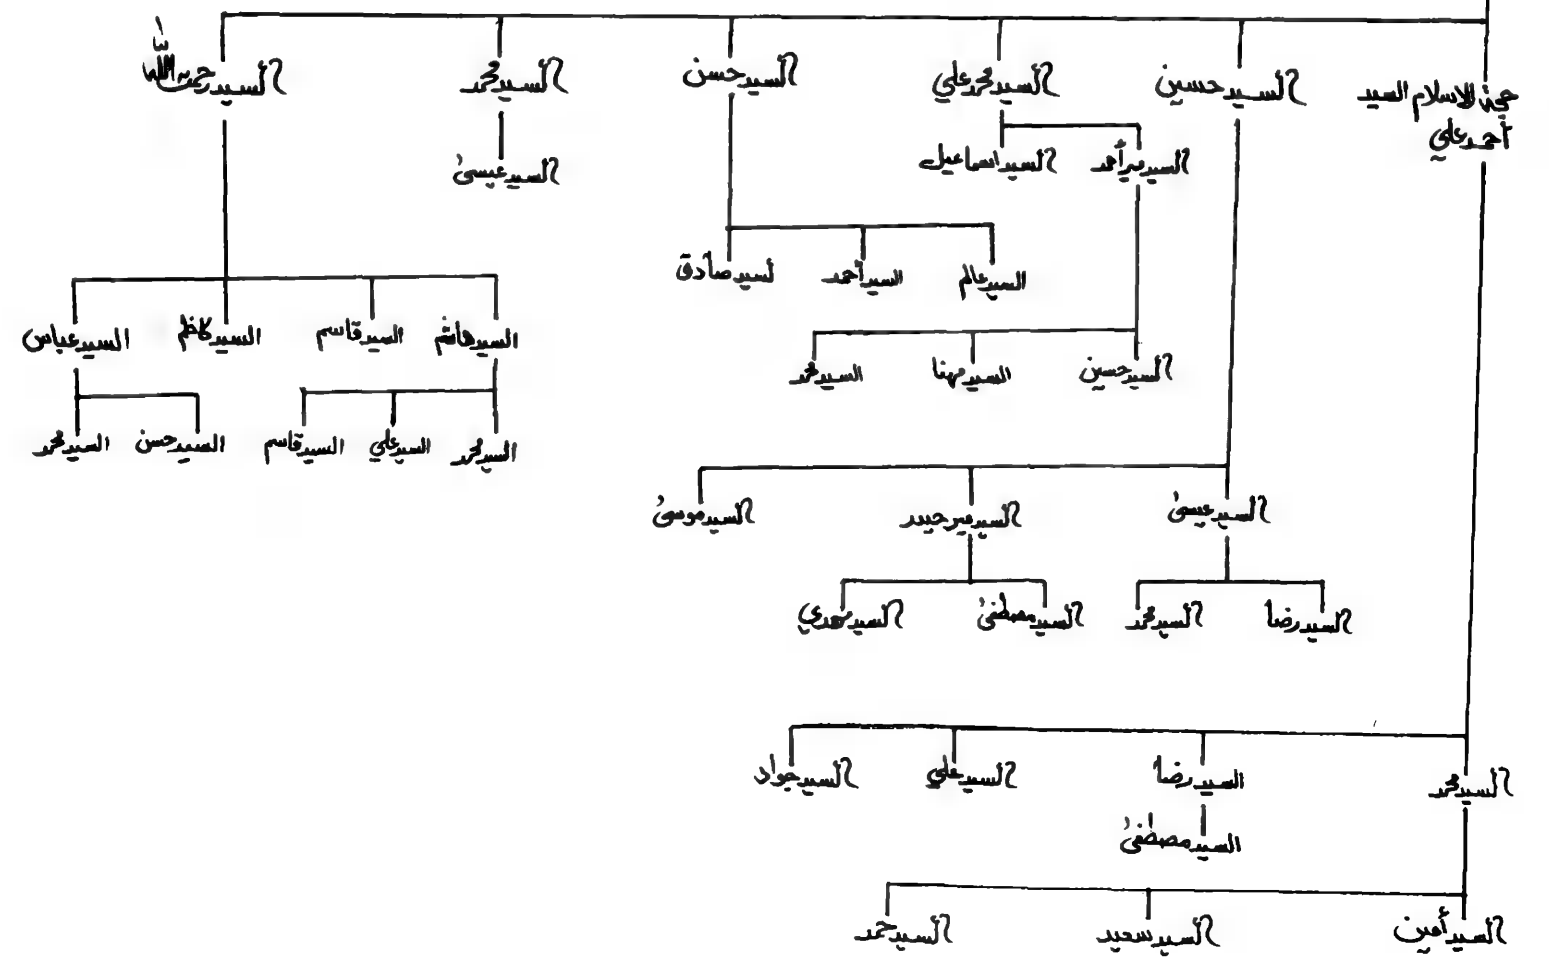 حجة الاسلام السيد
أحمد علي
السيد حسين
السيد محمد علي
السيد حسن
السيد محمد
السيد رحمت الله
السيد مير أحمد
السيد اسماعيل
السيد عيسىٰ
السيد عالم
السيد أحمد
السيد صادق
السيد هاشم
السيد قاسم
السيد كاظم
السيد عباس
السيد حسين
السيد مهنا
السيد محمد
السيد محمد
السيد علي
السيد قاسم
السيد حسن
السيد محمد
السيد عيسىٰ
السيد مير حيدر
السيد موسىٰ
السيد رضا
السيد محمد
السيد مصطفىٰ
السيد مهدي
السيد محمد
السيد رضا
السيد علي
السيد جواد
السيد مصطفىٰ
السيد أمين
السيد سعيد
السيد حمد